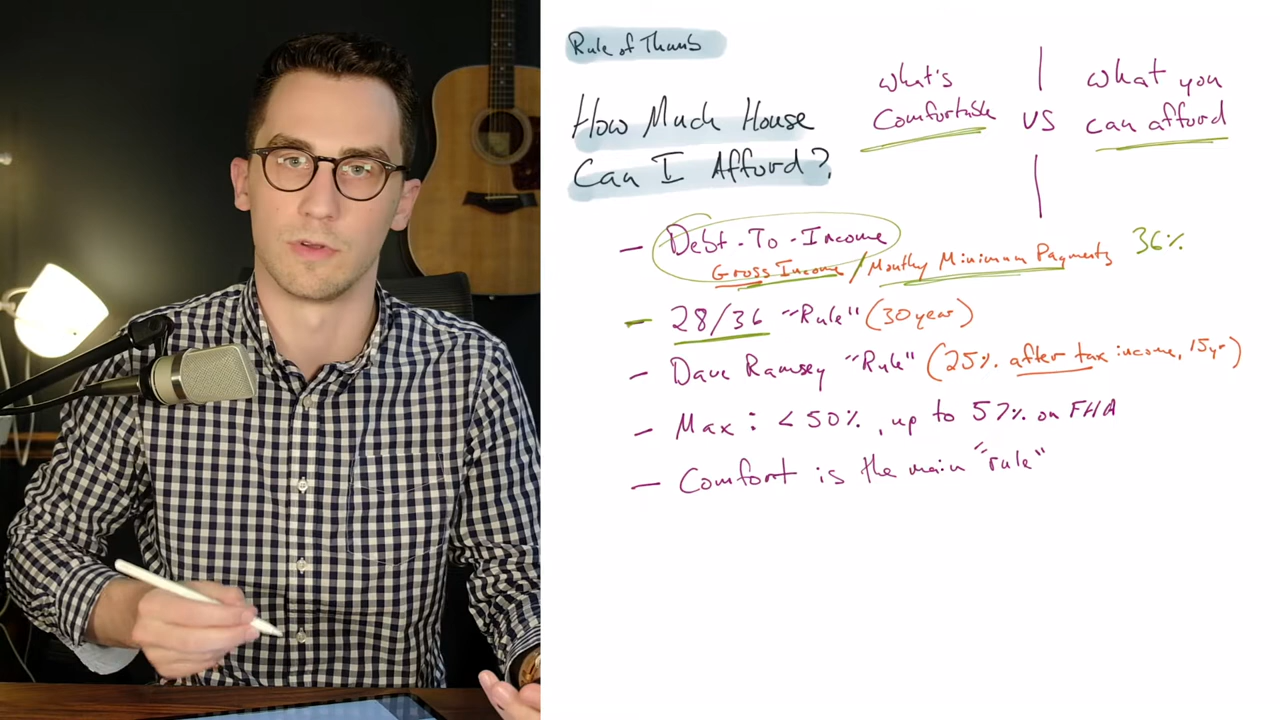 Rule of Thumb
How Much House
Can I Afford?
what's
Comfortable
vs
what you
can afford
- Debt-To-Income
Gross Income / Monthly Minimum Payments 36%
- 28/36 "Rule" (30 year)
- Dave Ramsey "Rule" (25% after tax income, 15yr)
- Max: < 50%, up to 57% on FHA
- Comfort is the main "rule"